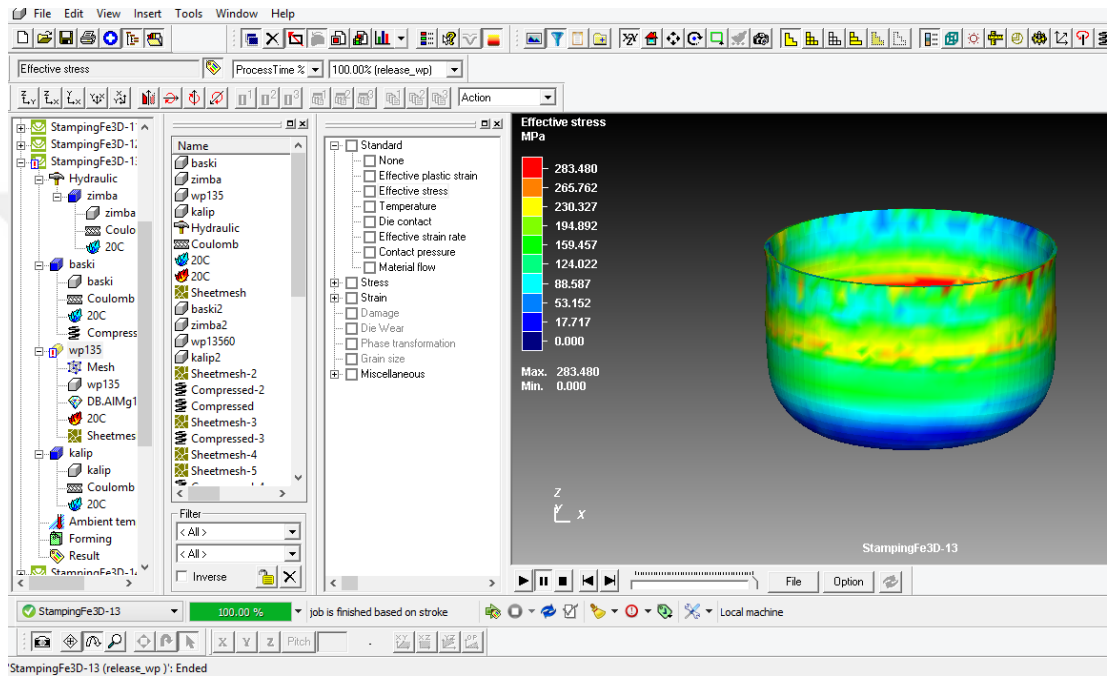 File Edit View Insert Tools Window Help
Effective stress
ProcessTime %
100.00% (release_wp)
Action
StampingFe3D-1
StampingFe3D-12
StampingFe3D-13
Hydraulic
zimba
zimba
Coulo
20C
baski
baski
Coulomb
20C
Compress
wp135
Mesh
wp135
DB.AlMg1
20C
Sheetmes
kalip
kalip
Coulomb
20C
Ambient tem
Forming
Result
StampingFe3D-14
Name
baski
zimba
wp135
kalip
Hydraulic
Coulomb
20C
20C
Sheetmesh
baski2
zimba2
wp13560
kalip2
Sheetmesh-2
Compressed-2
Compressed
Sheetmesh-3
Compressed-3
Sheetmesh-4
Sheetmesh-5
Filter
< All >
< All >
Inverse
Standard
None
Effective plastic strain
Effective stress
Temperature
Die contact
Effective strain rate
Contact pressure
Material flow
Stress
Strain
Damage
Die Wear
Phase transformation
Grain size
Miscellaneous
Effective stress
MPa
283.480
265.762
230.327
194.892
159.457
124.022
88.587
53.152
17.717
0.000
Max. 283.480
Min. 0.000
Z
Y X
StampingFe3D-13
File Option
StampingFe3D-13 100.00 % job is finished based on stroke Local machine
X Y Z Pitch
'StampingFe3D-13 (release_wp )': Ended